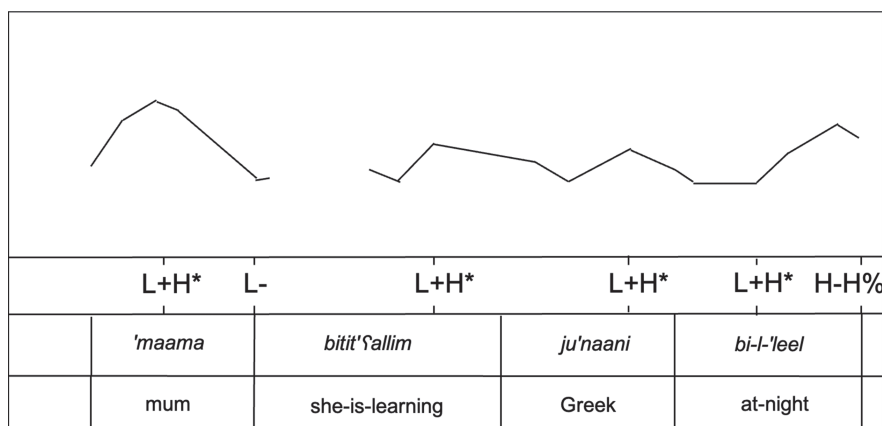 L+H* L- L+H* L+H* L+H* H-H%
'maama bitit'ʕallim ju'naani bi-l-'leel
mum she-is-learning Greek at-night